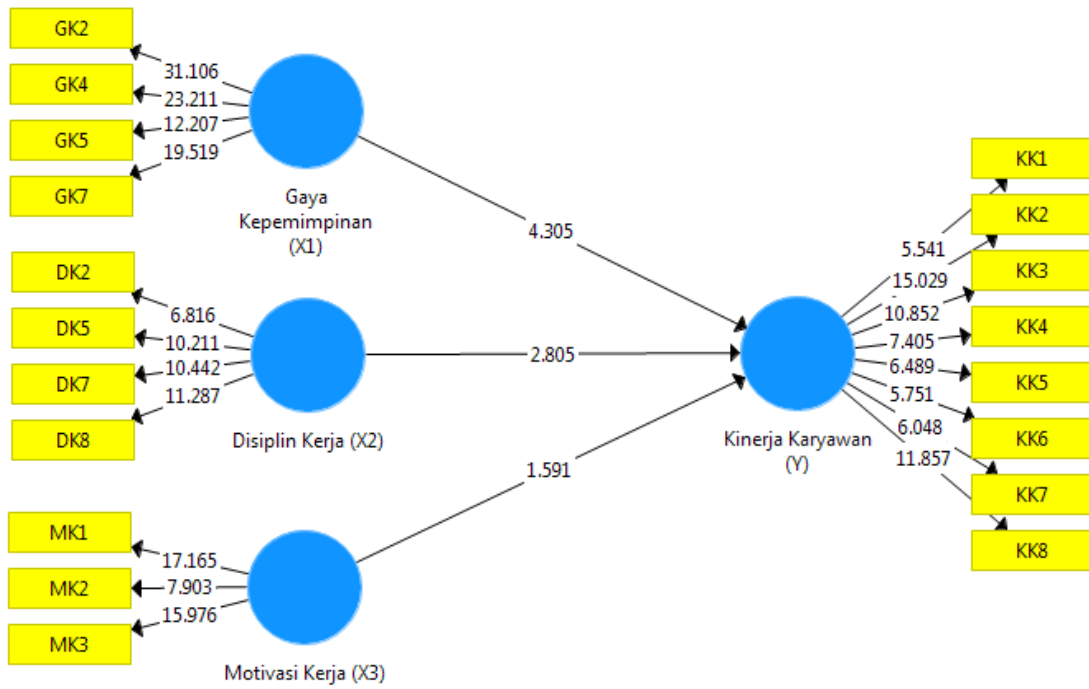 GK2
GK4
GK5
GK7
31.106
23.211
12.207
19.519
Gaya
Kepemimpinan
(X1)
DK2
DK5
DK7
DK8
6.816
10.211
10.442
11.287
Disiplin Kerja (X2)
MK1
MK2
MK3
17.165
7.903
15.976
Motivasi Kerja (X3)
4.305
2.805
1.591
Kinerja Karyawan
(Y)
5.541
15.029
10.852
7.405
6.489
5.751
6.048
11.857
KK1
KK2
KK3
KK4
KK5
KK6
KK7
KK8